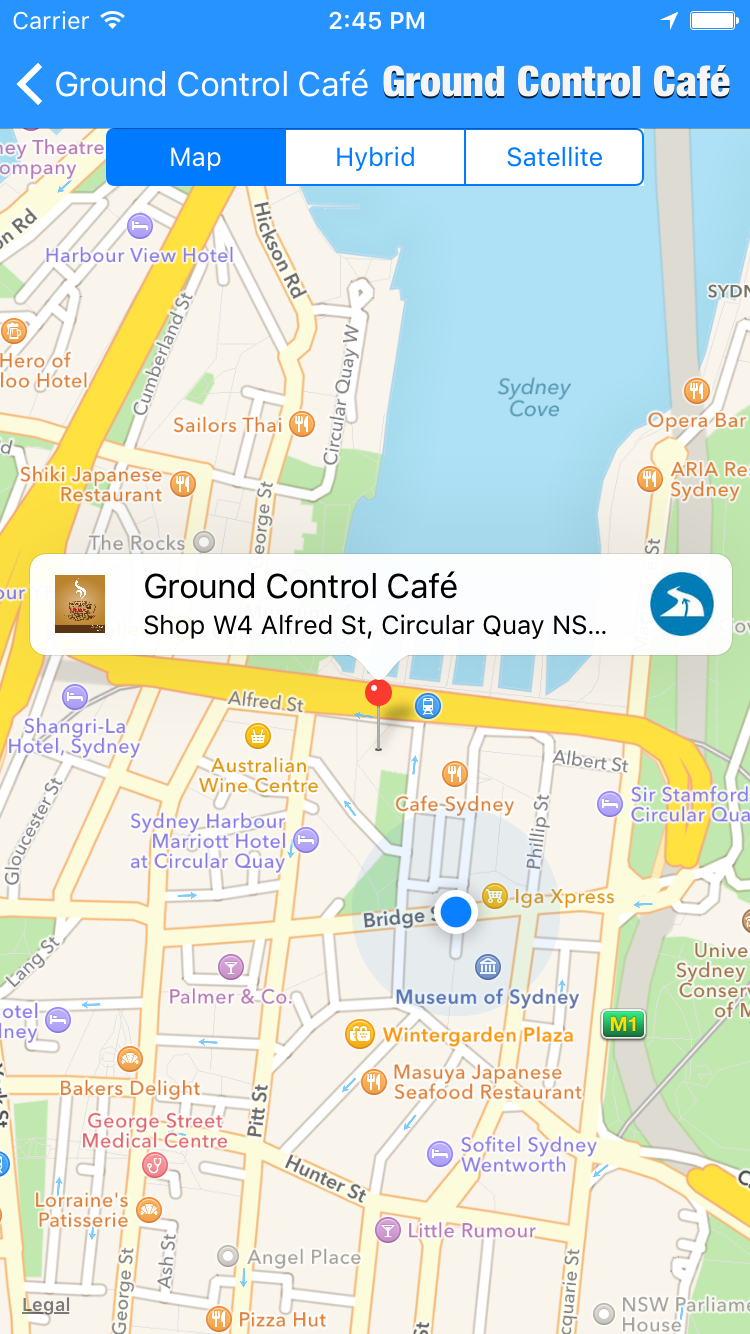 Carrier
2:45 PM
Ground Control Café
Ground Control Café
Map
Hybrid
Satellite
ney Theatre
ompany
on Rd
Hickson Rd
Harbour View Hotel
SYDN
Cumberland St
Hero of
loo Hotel
Circular Quay W
Sydney
Cove
Sailors Thai
Opera Bar
Shiki Japanese
Restaurant
ARIA Re
Sydney
George St
The Rocks
Ground Control Café
Shop W4 Alfred St, Circular Quay NS...
Alfred St
Shangri-La
Hotel, Sydney
Australian
Wine Centre
Albert St
Gloucester St
Cafe Sydney
Sir Stamford
Circular Qua
Sydney Harbour
Marriott Hotel
at Circular Quay
Phillip St
Iga Xpress
Bridge S
Lang St
Palmer & Co.
Museum of Sydney
Unive
Sydney
Conser
of M
otel
dney
M1
Wintergarden Plaza
Bakers Delight
Masuya Japanese
Seafood Restaurant
Pitt St
George Street
Medical Centre
Sofitel Sydney
Wentworth
Hunter St
Lorraine's
Patisserie
Little Rumour
Ash St
George St
Angel Place
cquarie St
Legal
NSW Parliame
House
Pizza Hut